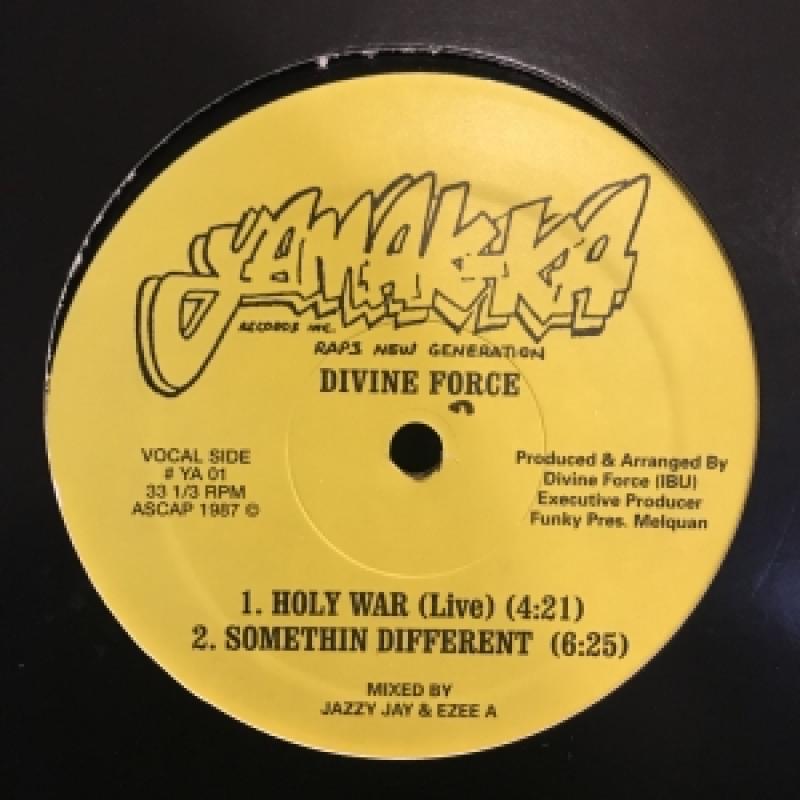 YAMAK-KA
RECORDS INC.
RAPS NEW GENERATION
DIVINE FORCE
VOCAL SIDE
# YA 01
33 1/3 RPM
ASCAP 1987 ©
Produced & Arranged By
Divine Force (IBU)
Executive Producer
Funky Pres. Melquan
1. HOLY WAR (Live) (4:21)
2. SOMETHIN DIFFERENT (6:25)
MIXED BY
JAZZY JAY & EZEE A